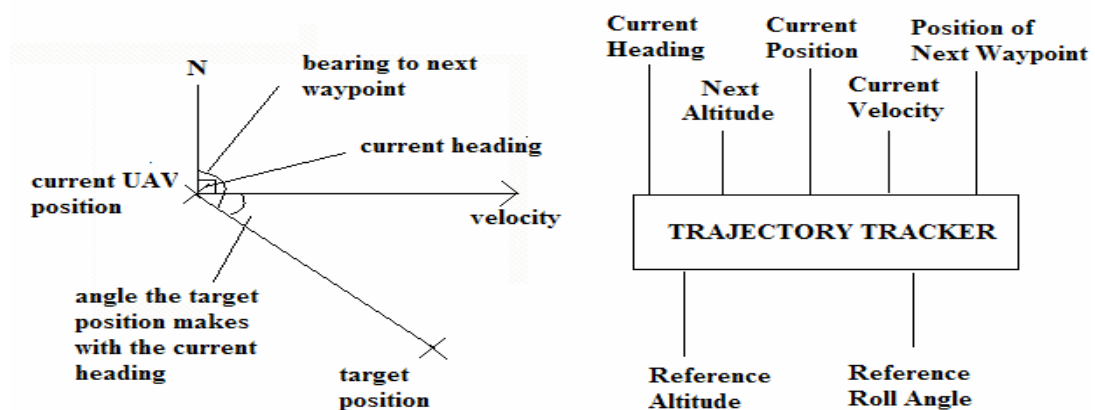 N
bearing to next
waypoint
current heading
current UAV
position
velocity
angle the target
position makes
with the current
heading
target
position
Current
Heading
Current
Position
Position of
Next Waypoint
Next
Altitude
Current
Velocity
TRAJECTORY TRACKER
Reference
Altitude
Reference
Roll Angle